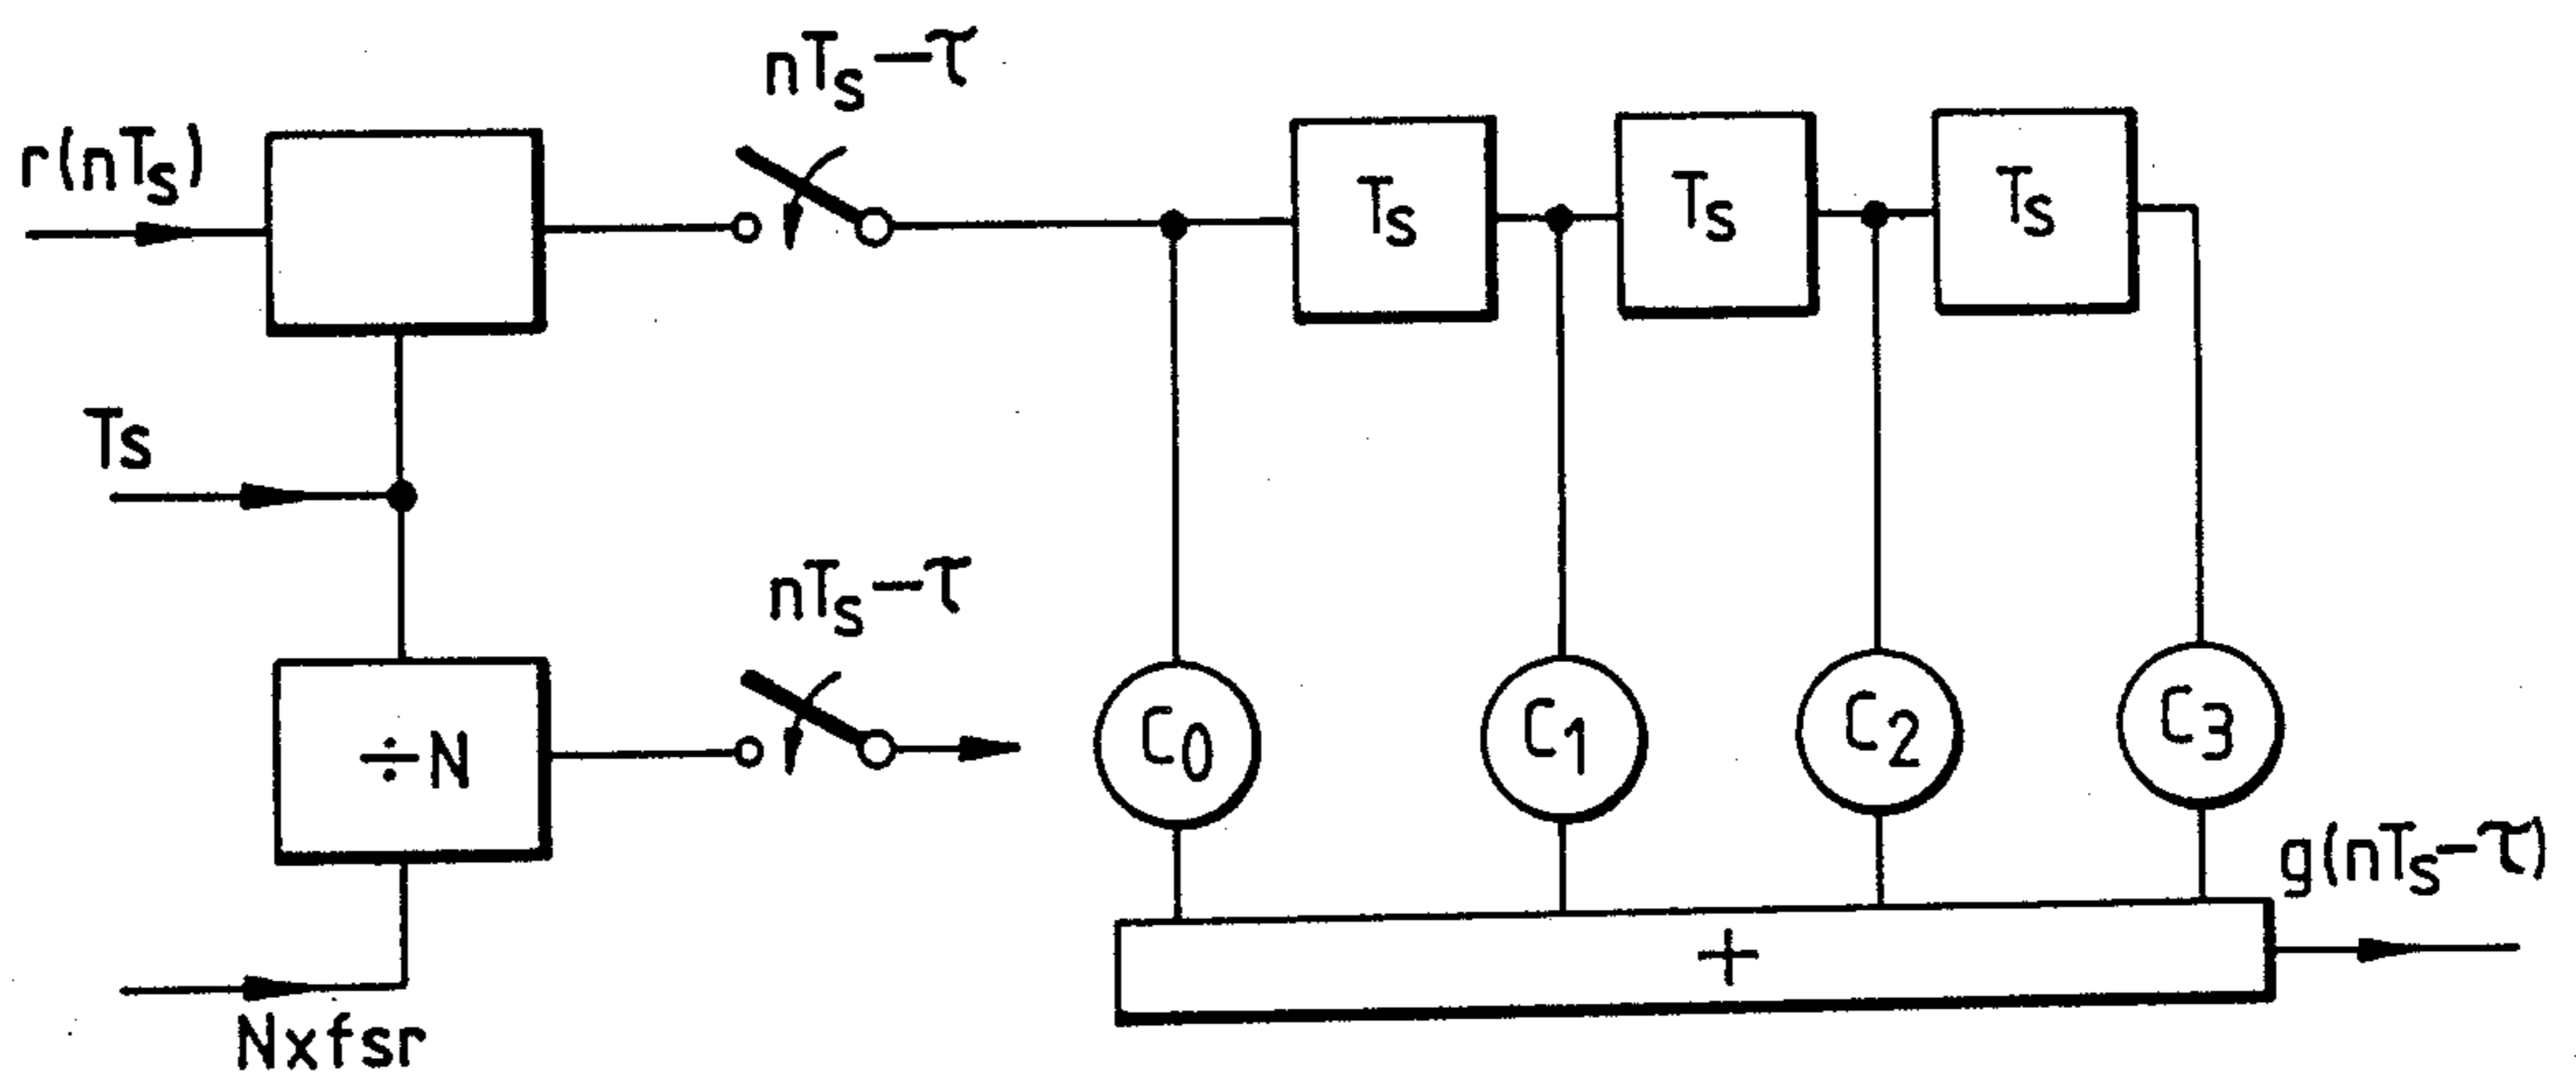 nTs−τ
r(nTs)
Ts
Ts
Ts
Ts
nTs−τ
÷N
C0
C1
C2
C3
g(nTs−τ)
+
Nxfsr